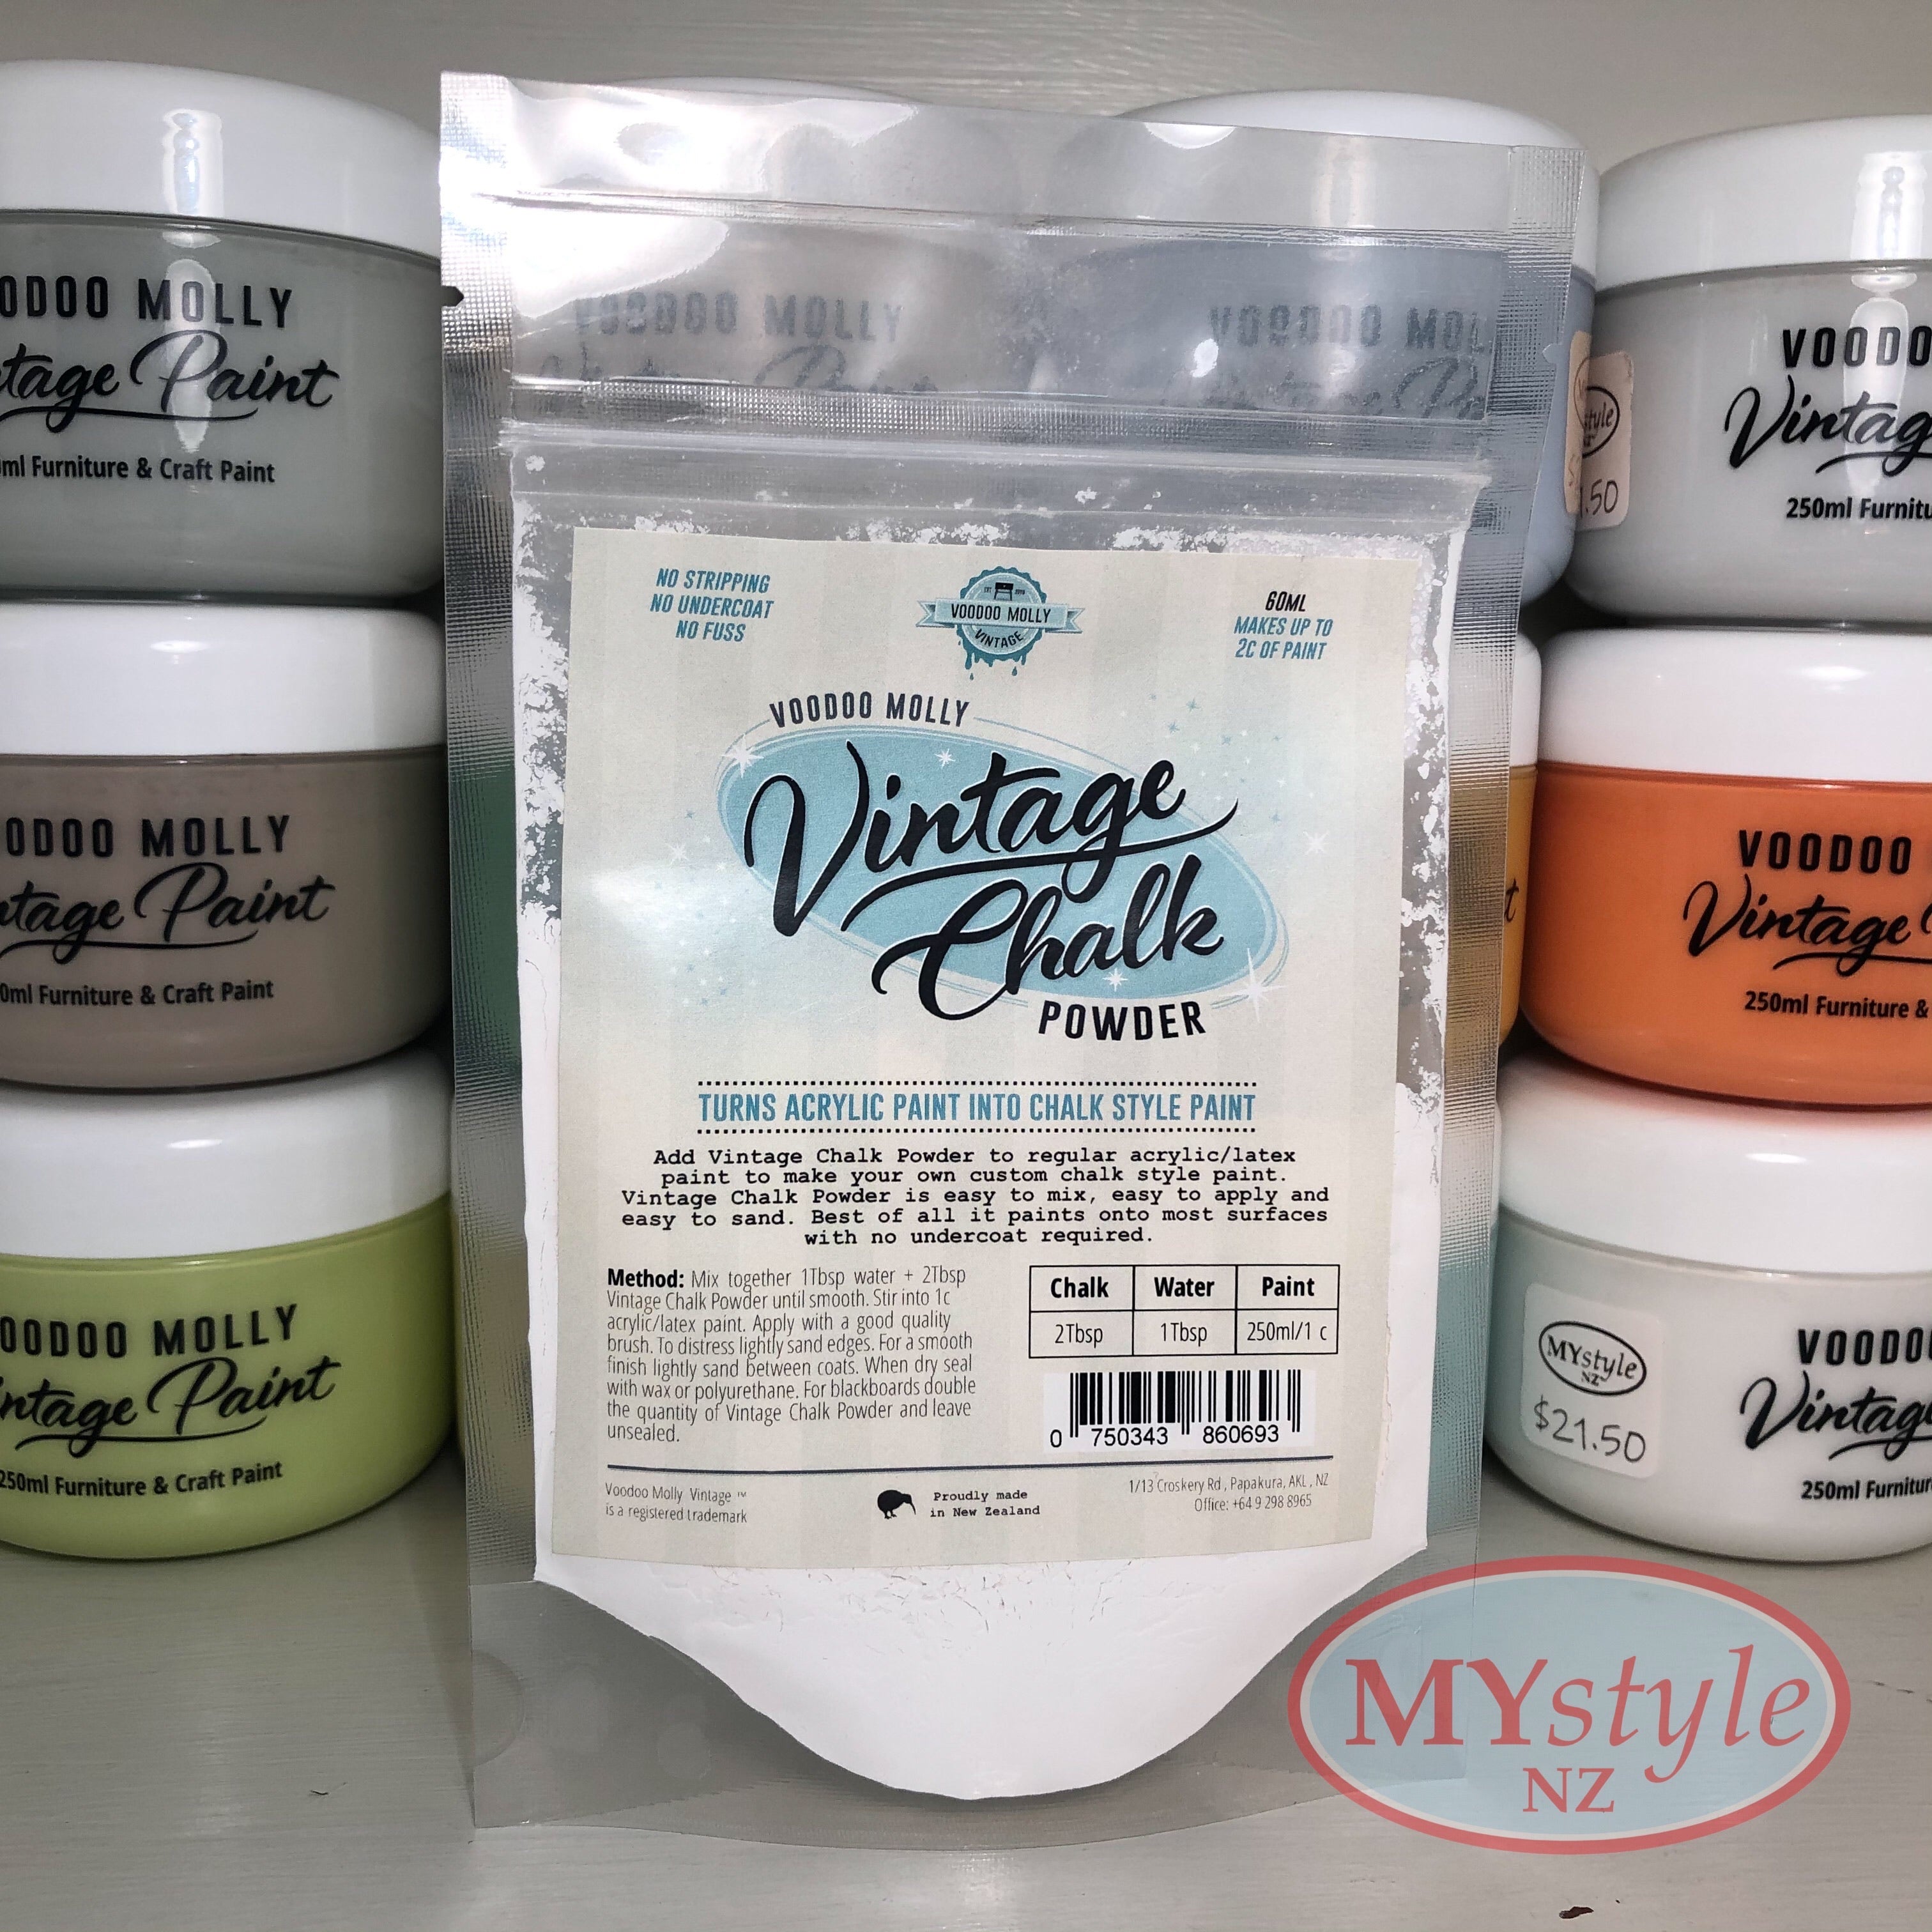 ODOO MOLLY
tage Paint
ml Furniture & Craft Paint
ODOO MOLLY
ntage Paint
0ml Furniture & Craft Paint
OODOO MOLLY
intage Paint
250ml Furniture & Craft Paint
VOODOO MOLLY
VOODOO MOL
NO STRIPPING
NO UNDERCOAT
NO FUSS
VOODOO MOLLY
VINTAGE
60ML
MAKES UP TO
2C OF PAINT
VOODOO MOLLY
Vintage
Chalk
POWDER
TURNS ACRYLIC PAINT INTO CHALK STYLE PAINT
Add Vintage Chalk Powder to regular acrylic/latex
paint to make your own custom chalk style paint.
Vintage Chalk Powder is easy to mix, easy to apply and
easy to sand. Best of all it paints onto most surfaces
with no undercoat required.
Method: Mix together 1Tbsp water + 2Tbsp
Vintage Chalk Powder until smooth. Stir into 1c
acrylic/latex paint. Apply with a good quality
brush. To distress lightly sand edges. For a smooth
finish lightly sand between coats. When dry seal
with wax or polyurethane. For blackboards double
the quantity of Vintage Chalk Powder and leave
unsealed.
Chalk Water Paint
2Tbsp 1Tbsp 250ml/1 c
0 750343 860693
Voodoo Molly Vintage ™
is a registered trademark
Proudly made
in New Zealand
1/13 Croskery Rd , Papakura, AKL , NZ
Office: +64 9 298 8965
style
.50
VOODO
Vintag
250ml Furnitu
VOODOO
Vintage
250ml Furniture &
MYstyle
NZ
$21.50
VOODO
Vintag
250ml Furnitur
MYstyle
NZ